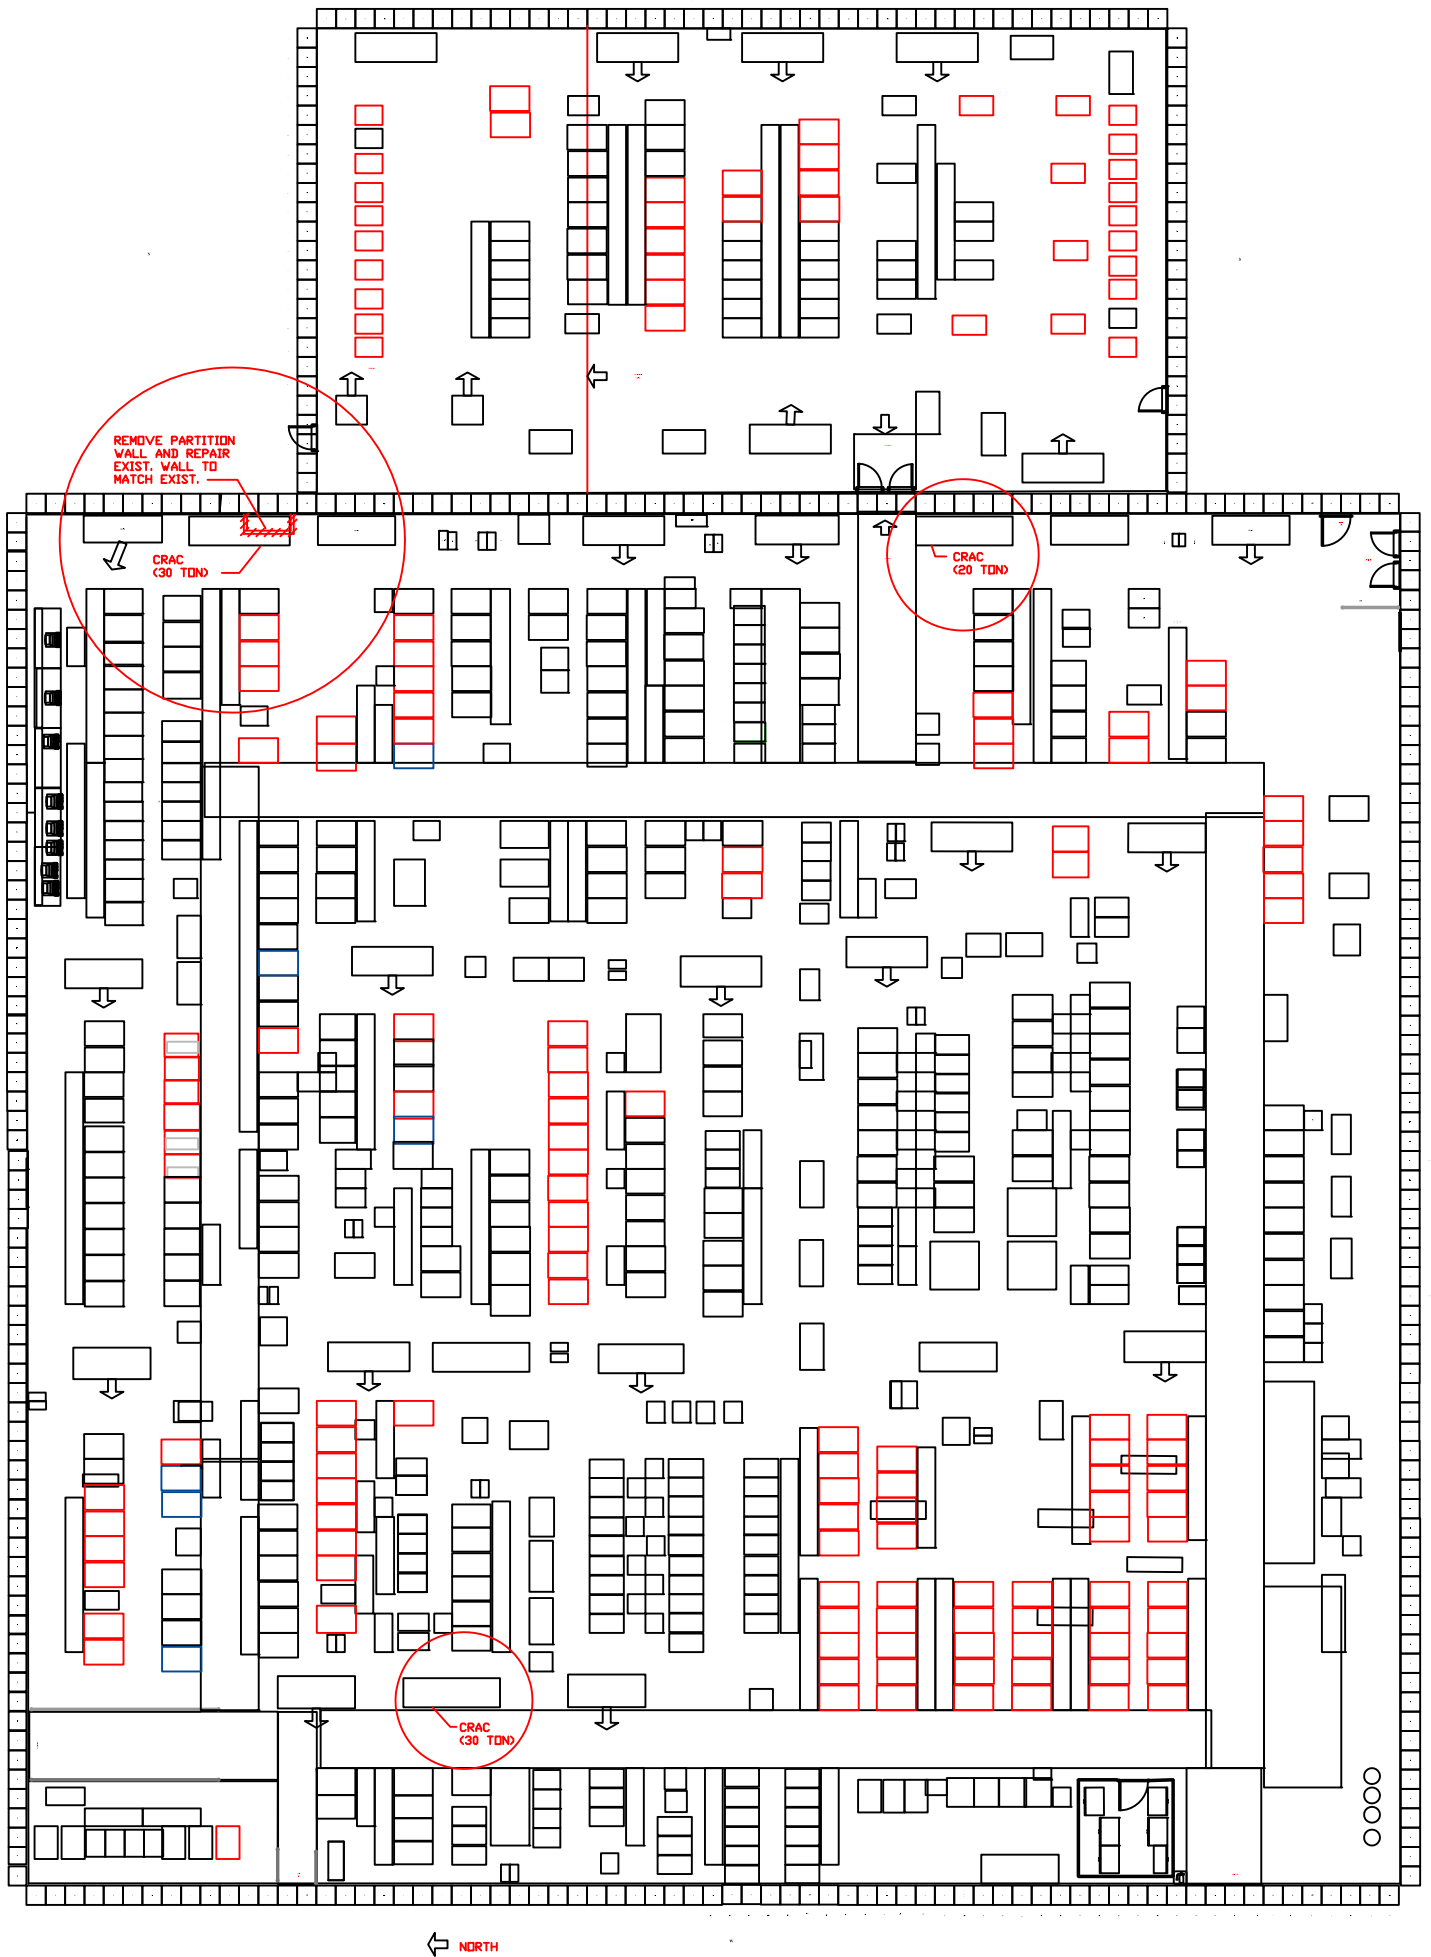 REMOVE PARTITION
WALL AND REPAIR
EXIST. WALL TO
MATCH EXIST.
CRAC
(30 TON)
CRAC
(20 TON)
CRAC
(30 TON)
NORTH